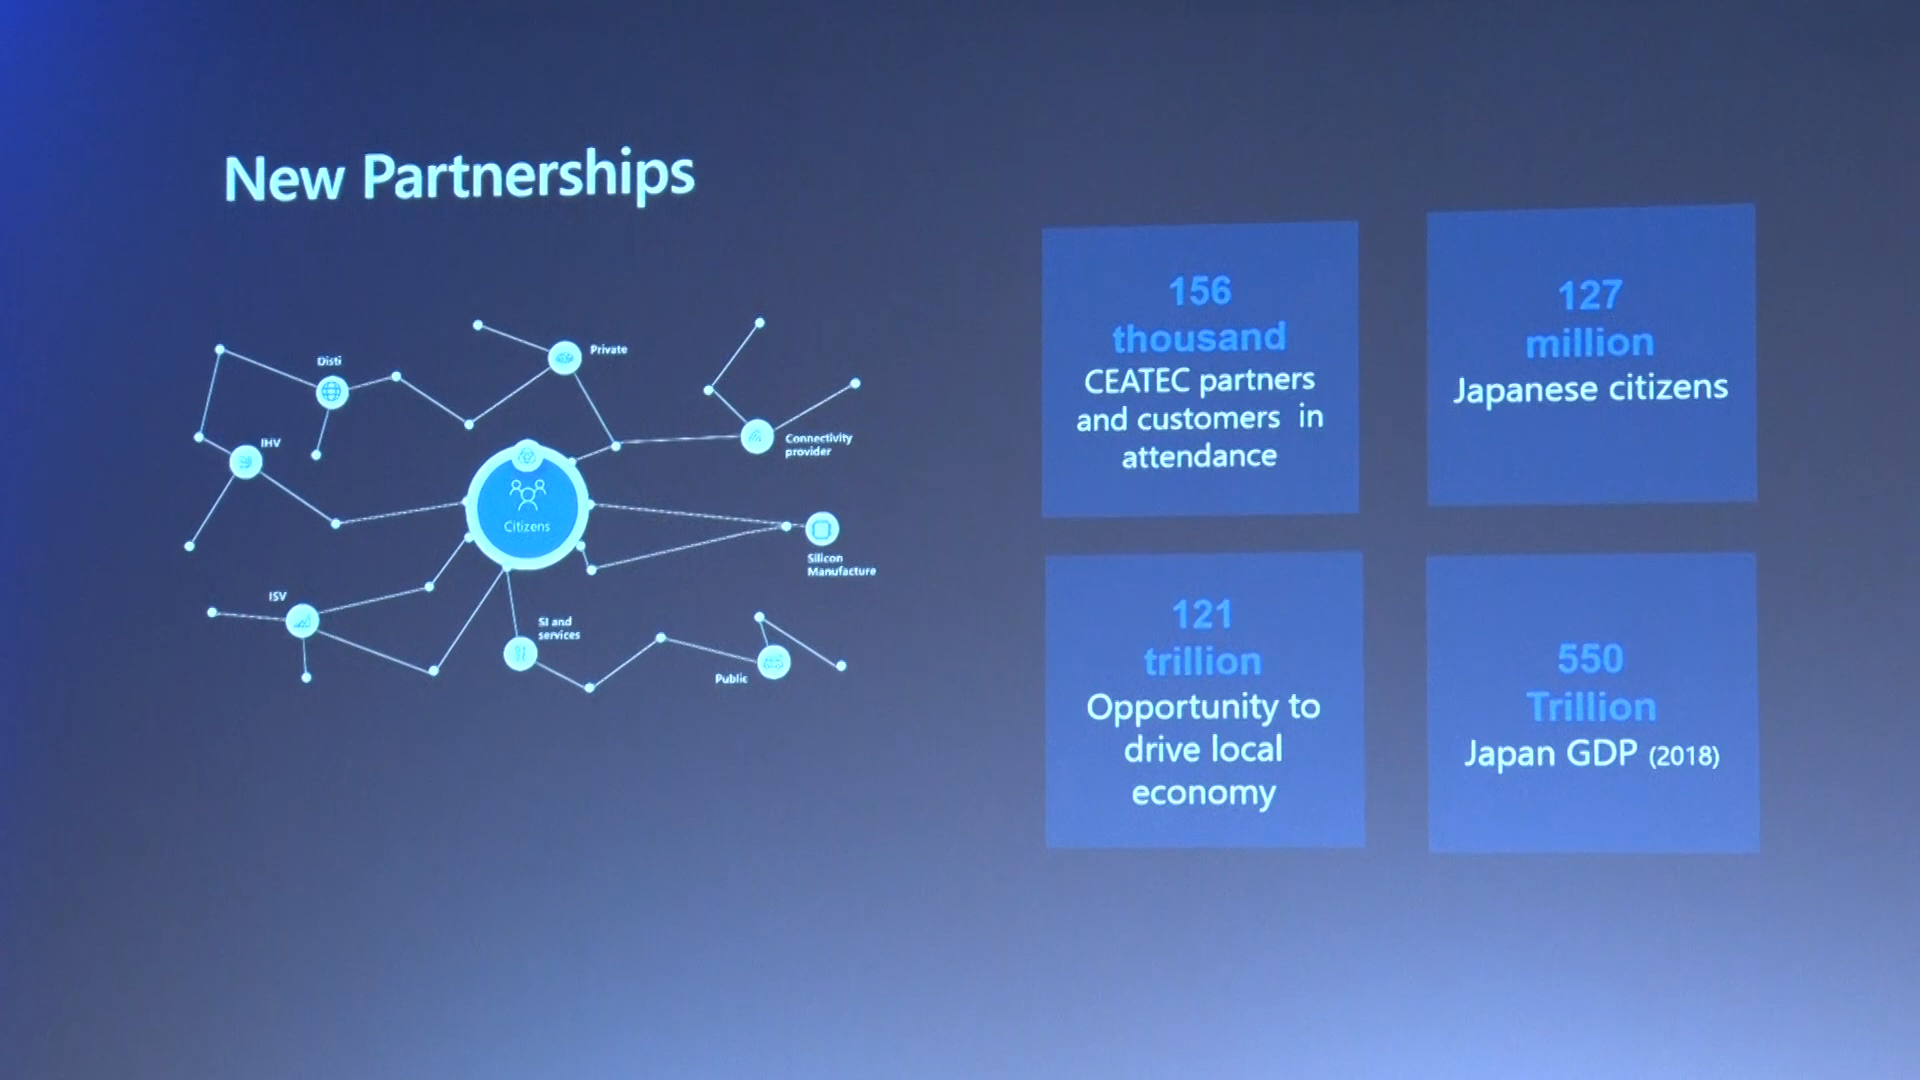 New Partnerships
Disti
Private
IHV
Connectivity
provider
Citizens
Silicon
Manufacture
ISV
SI and
services
Public
156
thousand
CEATEC partners
and customers in
attendance
127
million
Japanese citizens
121
trillion
Opportunity to
drive local
economy
550
Trillion
Japan GDP (2018)